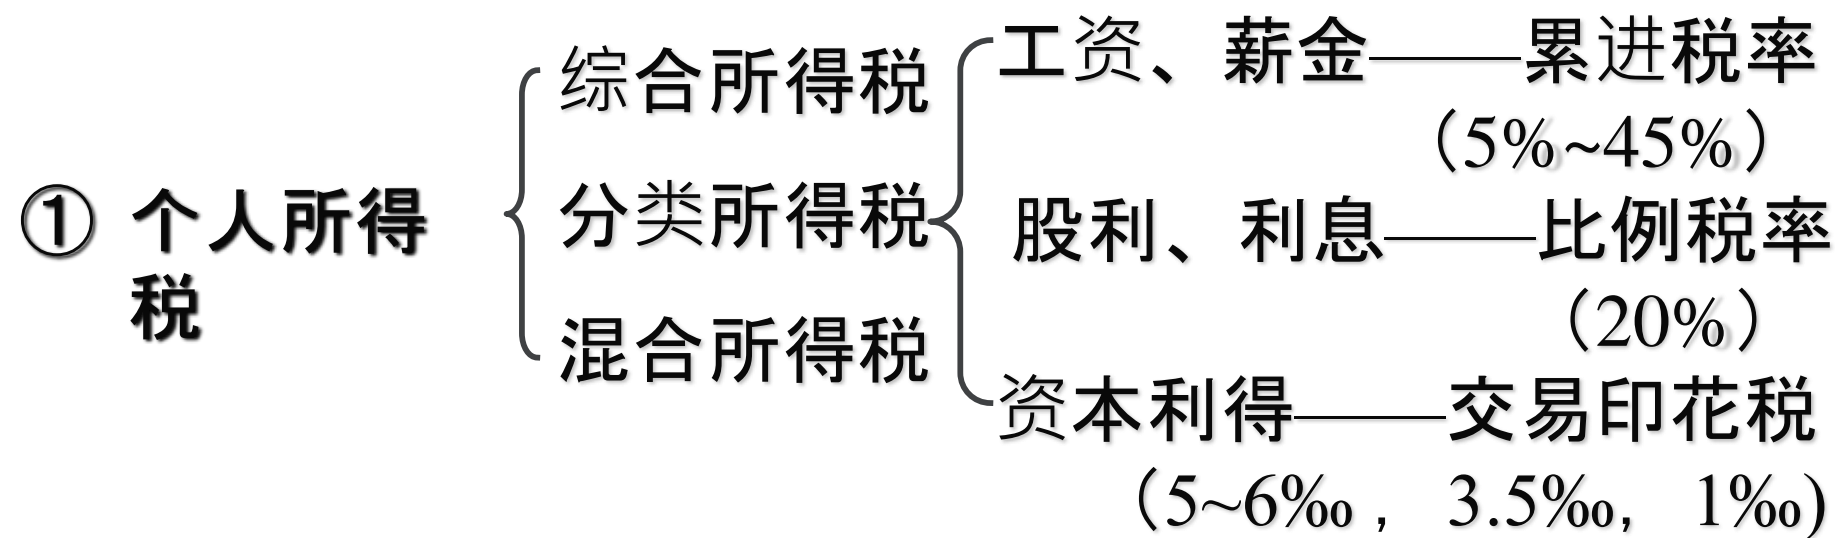 ① 个人所得
税
综合所得税
分类所得税
混合所得税
工资、薪金——累进税率
（5%~45%）
股利、利息——比例税率
（20%）
资本利得——交易印花税
（5~6‰， 3.5‰， 1‰)